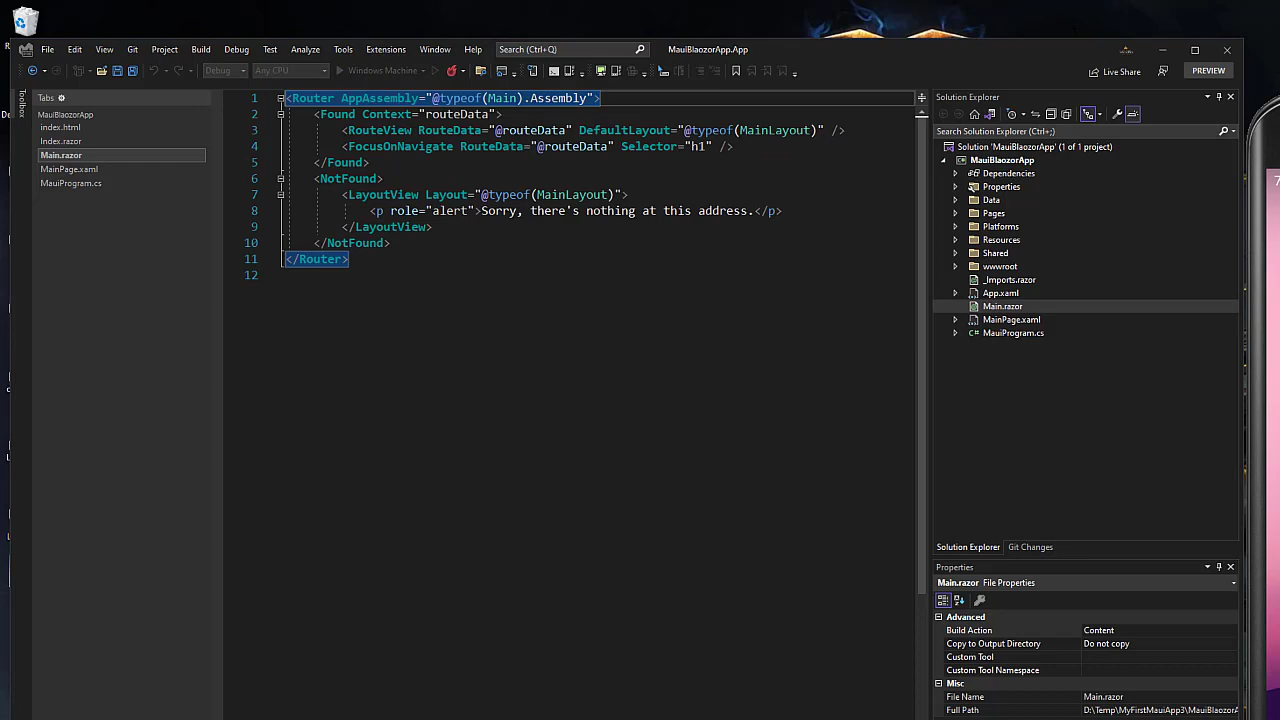 File Edit View Git Project Build Debug Test Analyze Tools Extensions Window Help Search (Ctrl+Q) MauiBlaozorApp.App
Debug Any CPU Windows Machine Live Share PREVIEW
Toolbox
Tabs
MauiBlaozorApp
index.html
Index.razor
Main.razor
MainPage.xaml
MauiProgram.cs
1 <Router AppAssembly="@typeof(Main).Assembly">
2 <Found Context="routeData">
3 <RouteView RouteData="@routeData" DefaultLayout="@typeof(MainLayout)" />
4 <FocusOnNavigate RouteData="@routeData" Selector="h1" />
5 </Found>
6 <NotFound>
7 <LayoutView Layout="@typeof(MainLayout)">
8 <p role="alert">Sorry, there's nothing at this address.</p>
9 </LayoutView>
10 </NotFound>
11 </Router>
12
Solution Explorer
Search Solution Explorer (Ctrl+;)
Solution 'MauiBlaozorApp' (1 of 1 project)
MauiBlaozorApp
Dependencies
Properties
Data
Pages
Platforms
Resources
Shared
wwwroot
_Imports.razor
App.xaml
Main.razor
MainPage.xaml
C# MauiProgram.cs
Solution Explorer Git Changes
Properties
Main.razor File Properties
Advanced
Build Action Content
Copy to Output Directory Do not copy
Custom Tool
Custom Tool Namespace
Misc
File Name Main.razor
Full Path D:\Temp\MyFirstMauiApp3\MauiBlaozorA